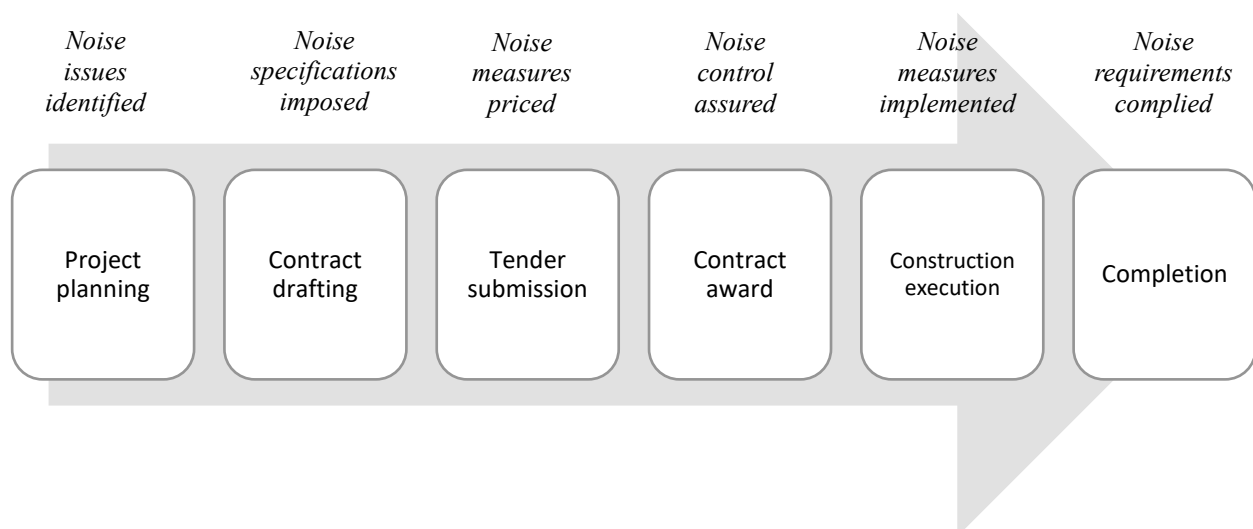 Noise
issues
identified
Noise
specifications
imposed
Noise
measures
priced
Noise
control
assured
Noise
measures
implemented
Noise
requirements
complied
Project
planning
Contract
drafting
Tender
submission
Contract
award
Construction
execution
Completion